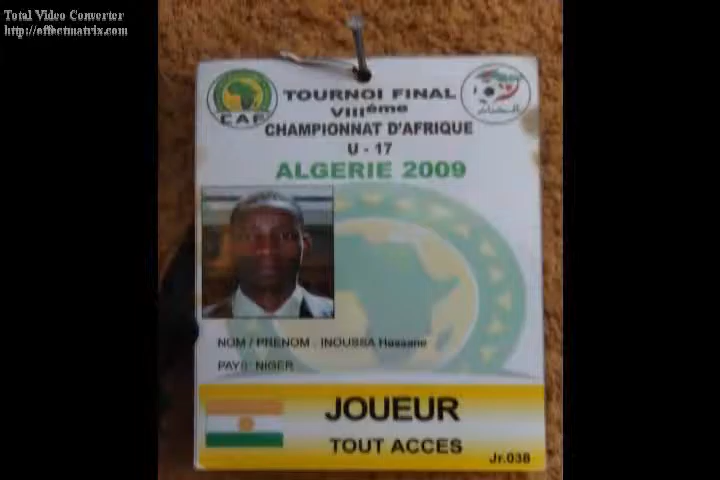 Total Video Converter
http://effectmatrix.com
CAF
TOURNOI FINAL
VIIIéme
CHAMPIONNAT D'AFRIQUE
U - 17
ALGERIE 2009
NOM / PRENOM : INOUSSA Hassane
PAYS: NIGER
JOUEUR
TOUT ACCES
Jr.038